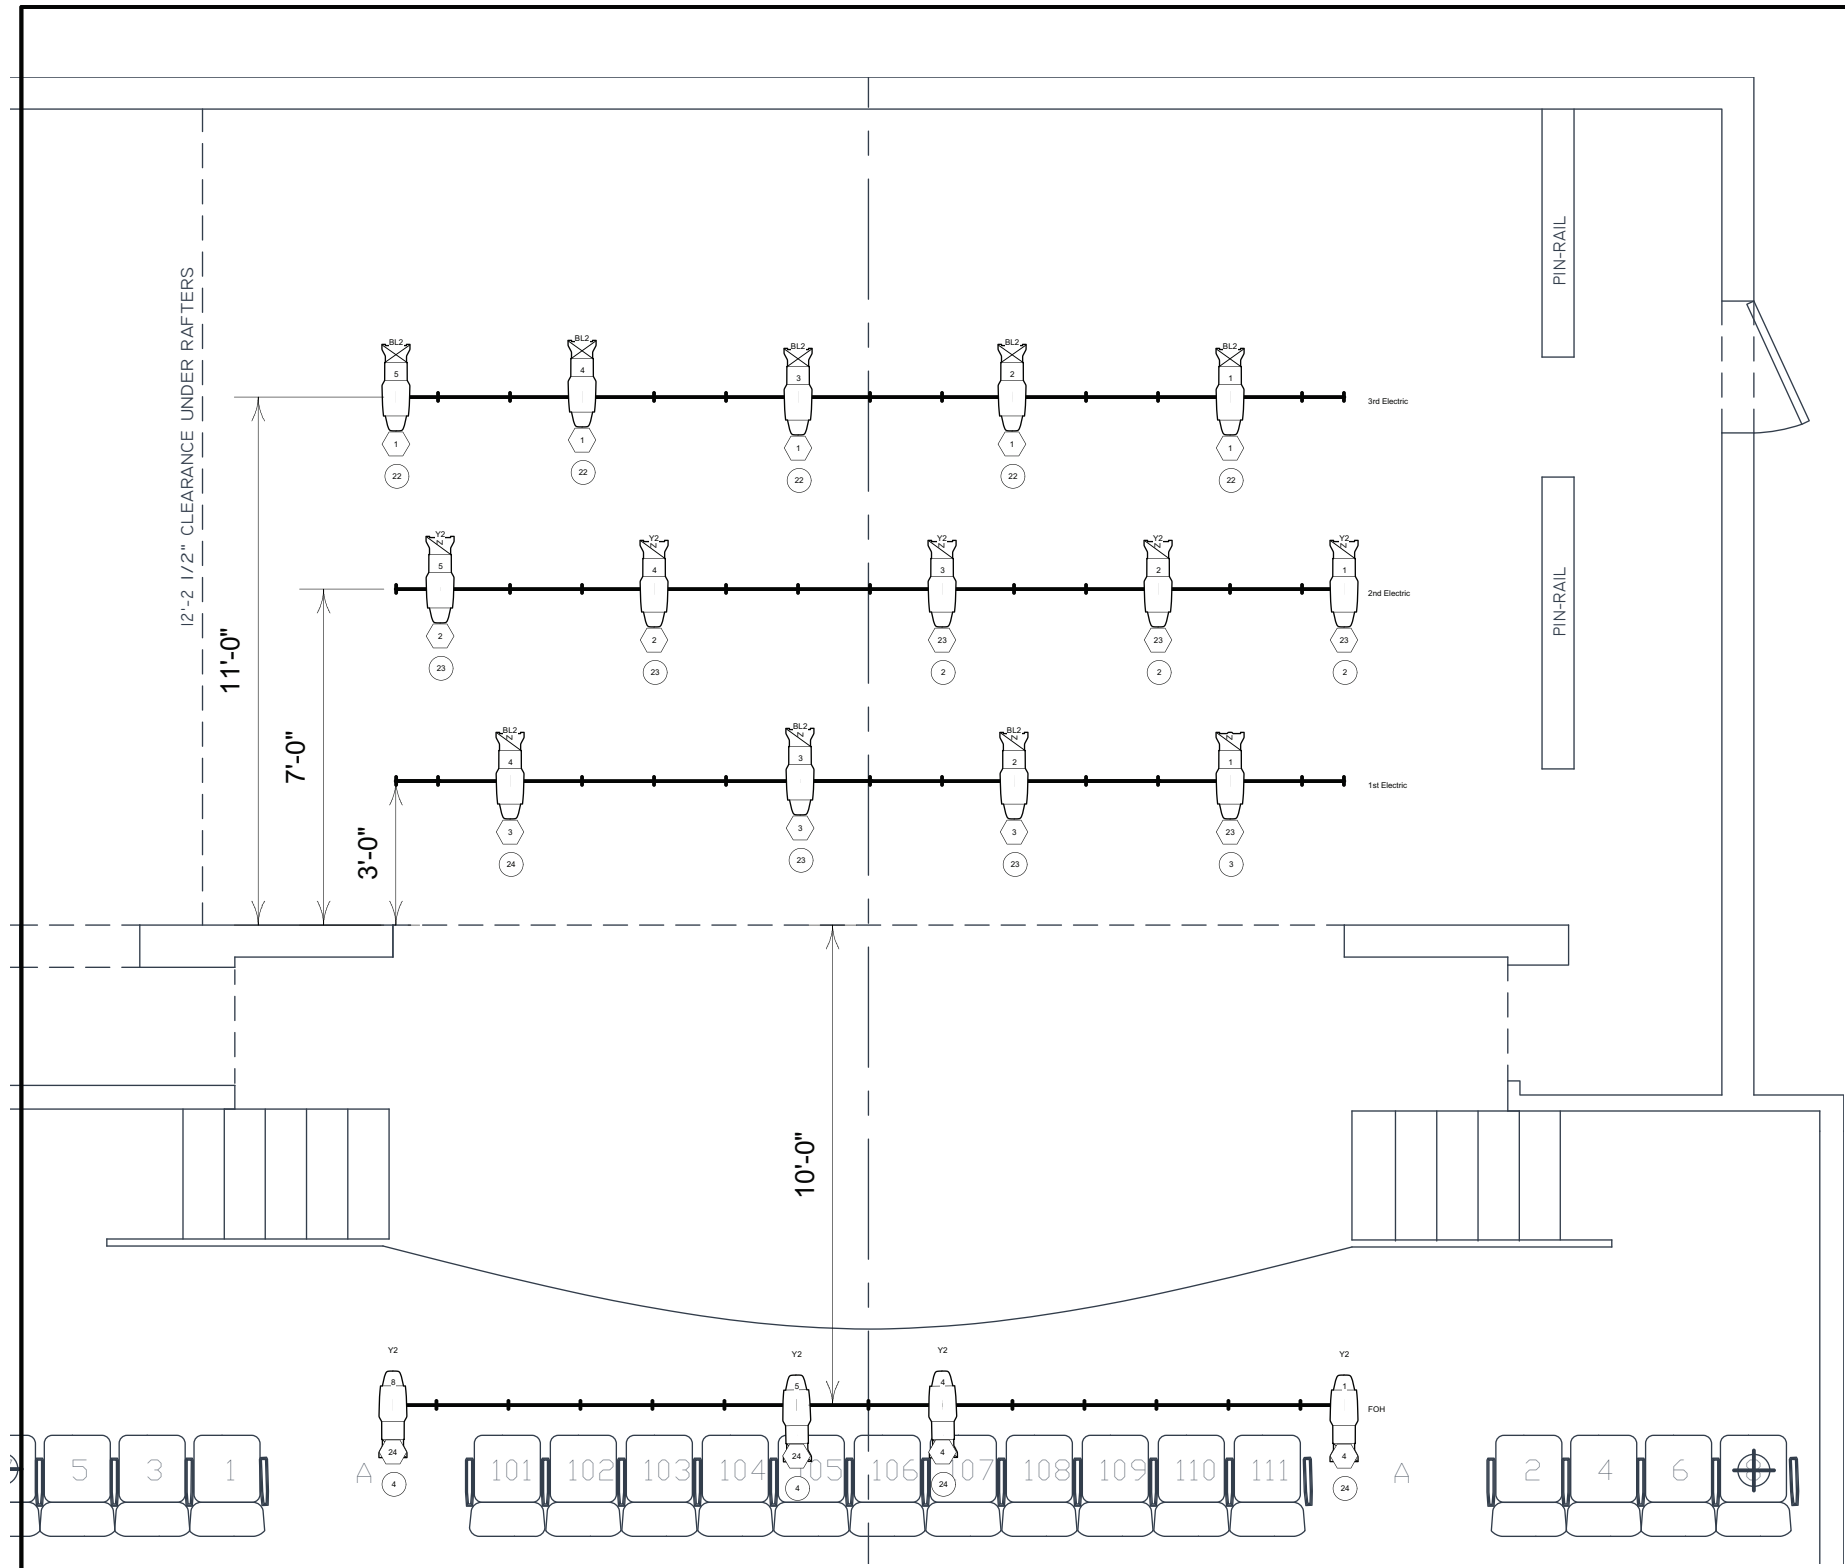 PIN-RAIL
12'-2 1/2" CLEARANCE UNDER RAFTERS
BL2 BL2 BL2 BL2 BL2
5 4 3 2 1
3rd Electric
1 1 1 1 1
22 22 22 22 22
Y2 Y2 Y2 Y2 Y2
Z Z Z Z Z
5 4 3 2 1
2nd Electric
PIN-RAIL
2 2 23 23 23
23 23 2 2 2
11'-0"
7'-0"
BL2 BL2 BL2
Z Z Z Z
4 3 2 1
1st Electric
3 3 3 23
24 23 23 3
3'-0"
10'-0"
Y2 Y2 Y2 Y2
8 5 4 1
FOH
24 24 4 4
5 3 1 A 101 102 103 104 105 106 107 108 109 110 111 A 2 4 6 8
4 4 24 24